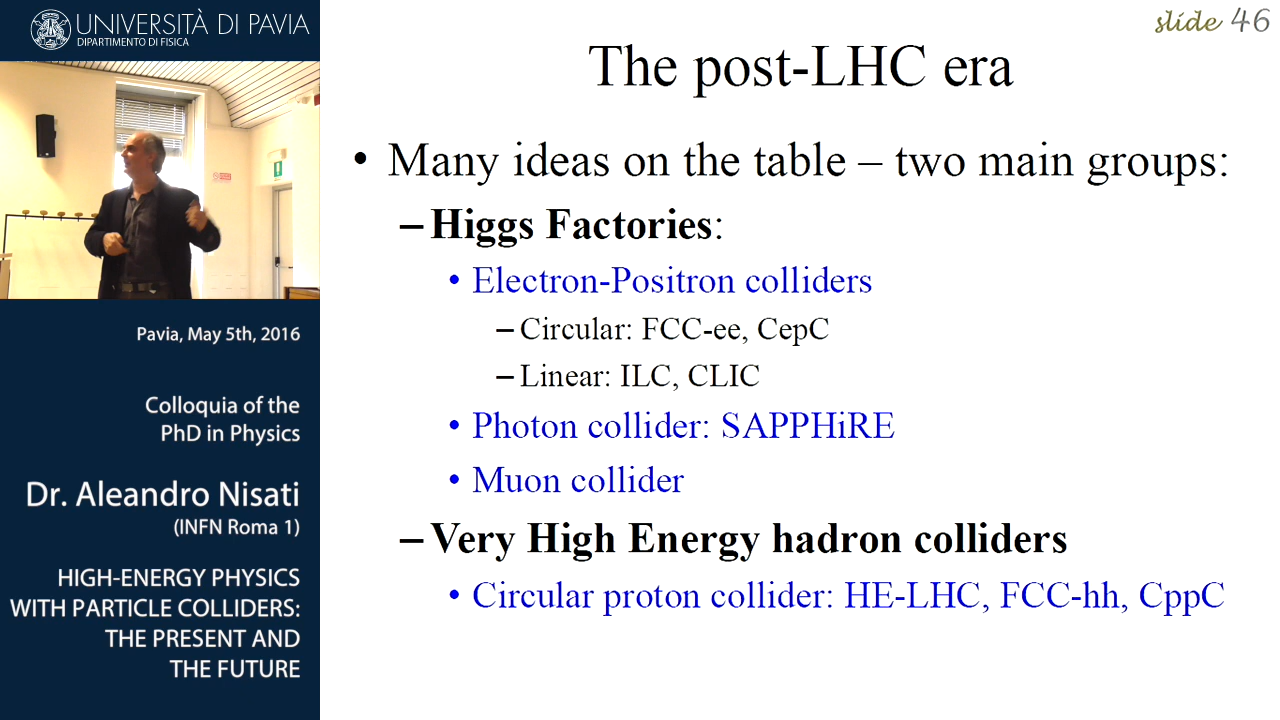 UNIVERSITÀ DI PAVIA
DIPARTIMENTO DI FISICA
Pavia, May 5th, 2016
Colloquia of the
PhD in Physics
Dr. Aleandro Nisati
(INFN Roma 1)
HIGH-ENERGY PHYSICS
WITH PARTICLE COLLIDERS:
THE PRESENT AND
THE FUTURE
slide 46
The post-LHC era
• Many ideas on the table – two main groups:
– Higgs Factories:
• Electron-Positron colliders
– Circular: FCC-ee, CepC
– Linear: ILC, CLIC
• Photon collider: SAPPHiRE
• Muon collider
– Very High Energy hadron colliders
• Circular proton collider: HE-LHC, FCC-hh, CppC